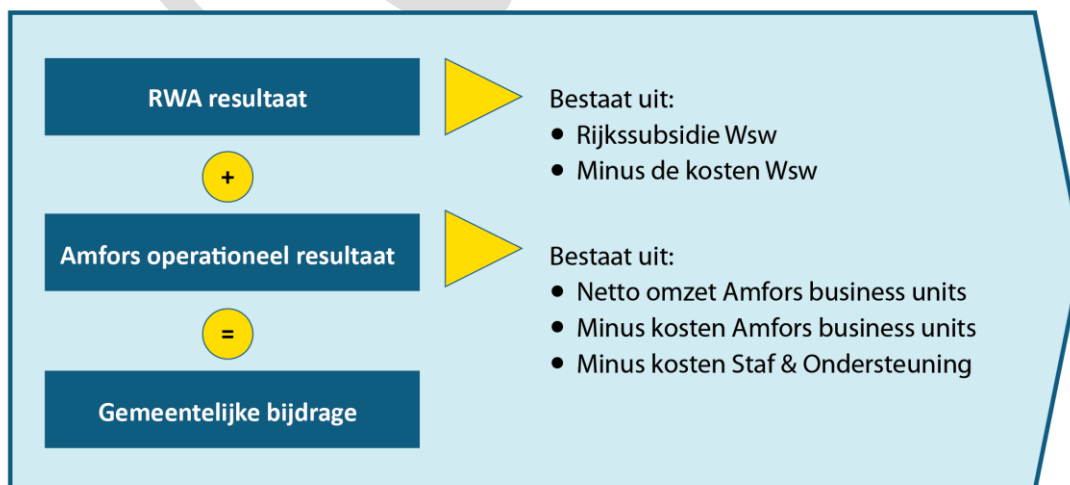 RWA resultaat
Bestaat uit:
• Rijkssubsidie Wsw
• Minus de kosten Wsw
+
Amfors operationeel resultaat
Bestaat uit:
• Netto omzet Amfors business units
• Minus kosten Amfors business units
• Minus kosten Staf & Ondersteuning
=
Gemeentelijke bijdrage